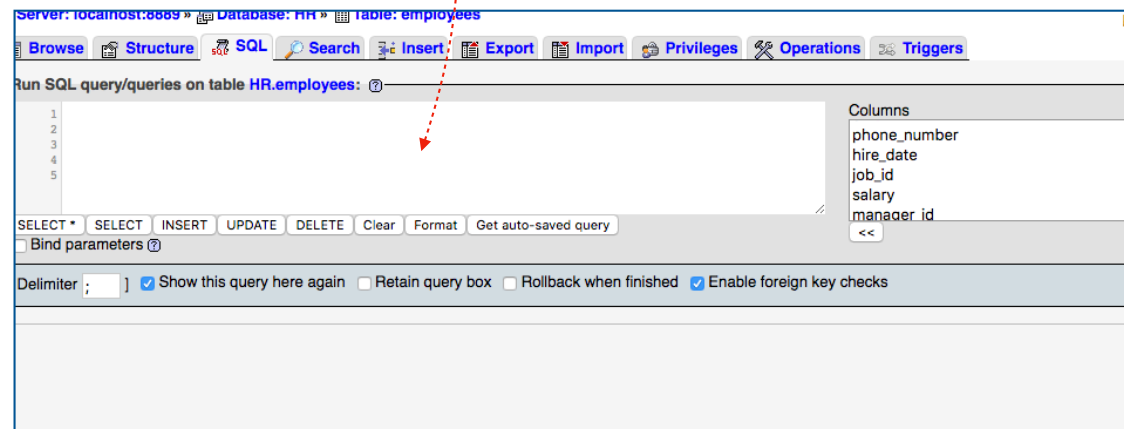 Server: localhost:8889 » Database: HR » Table: employees
Browse Structure SQL Search Insert Export Import Privileges Operations Triggers
Run SQL query/queries on table HR.employees:
Columns
1
2
3
4
5
phone_number
hire_date
job_id
salary
manager_id
SELECT * SELECT INSERT UPDATE DELETE Clear Format Get auto-saved query
<<
Bind parameters
Delimiter ; ] Show this query here again Retain query box Rollback when finished Enable foreign key checks